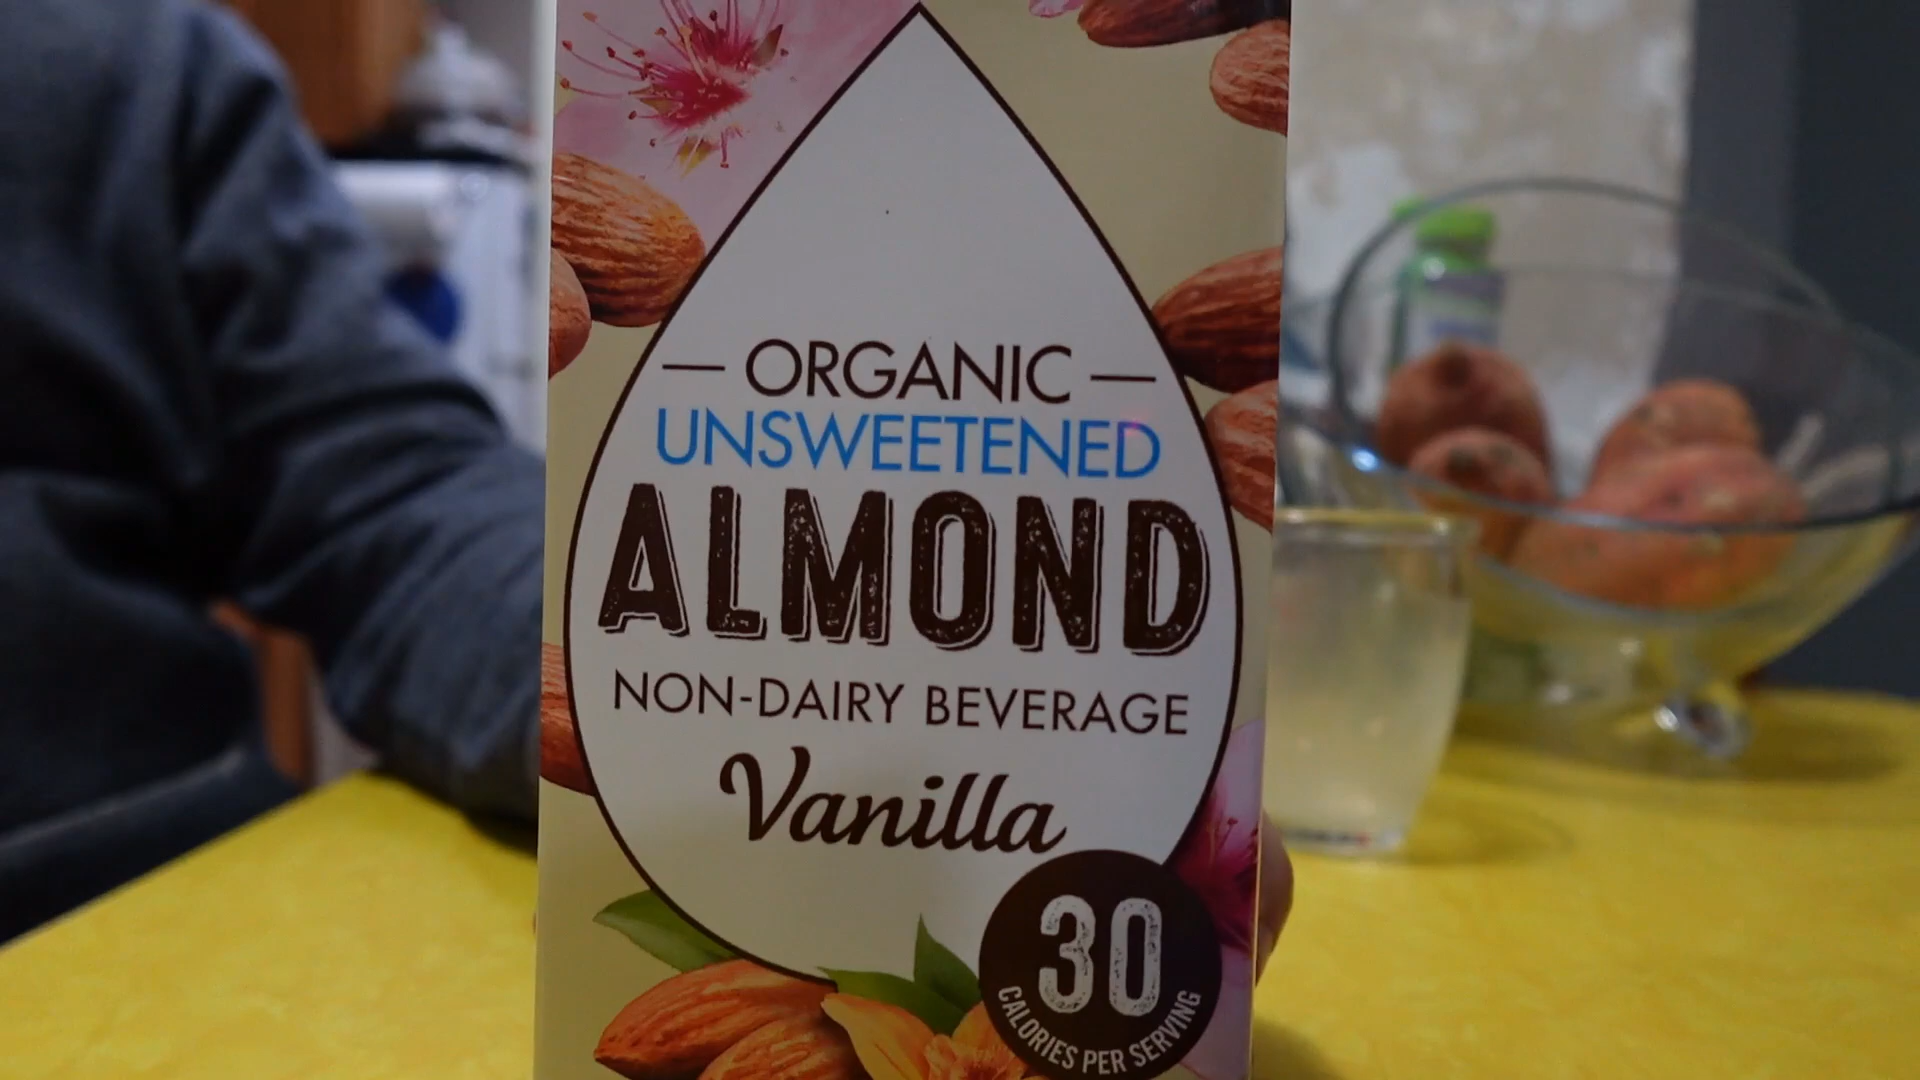 ORGANIC
UNSWEETENED
ALMOND
NON-DAIRY BEVERAGE
Vanilla
30
CALORIES PER SERVING